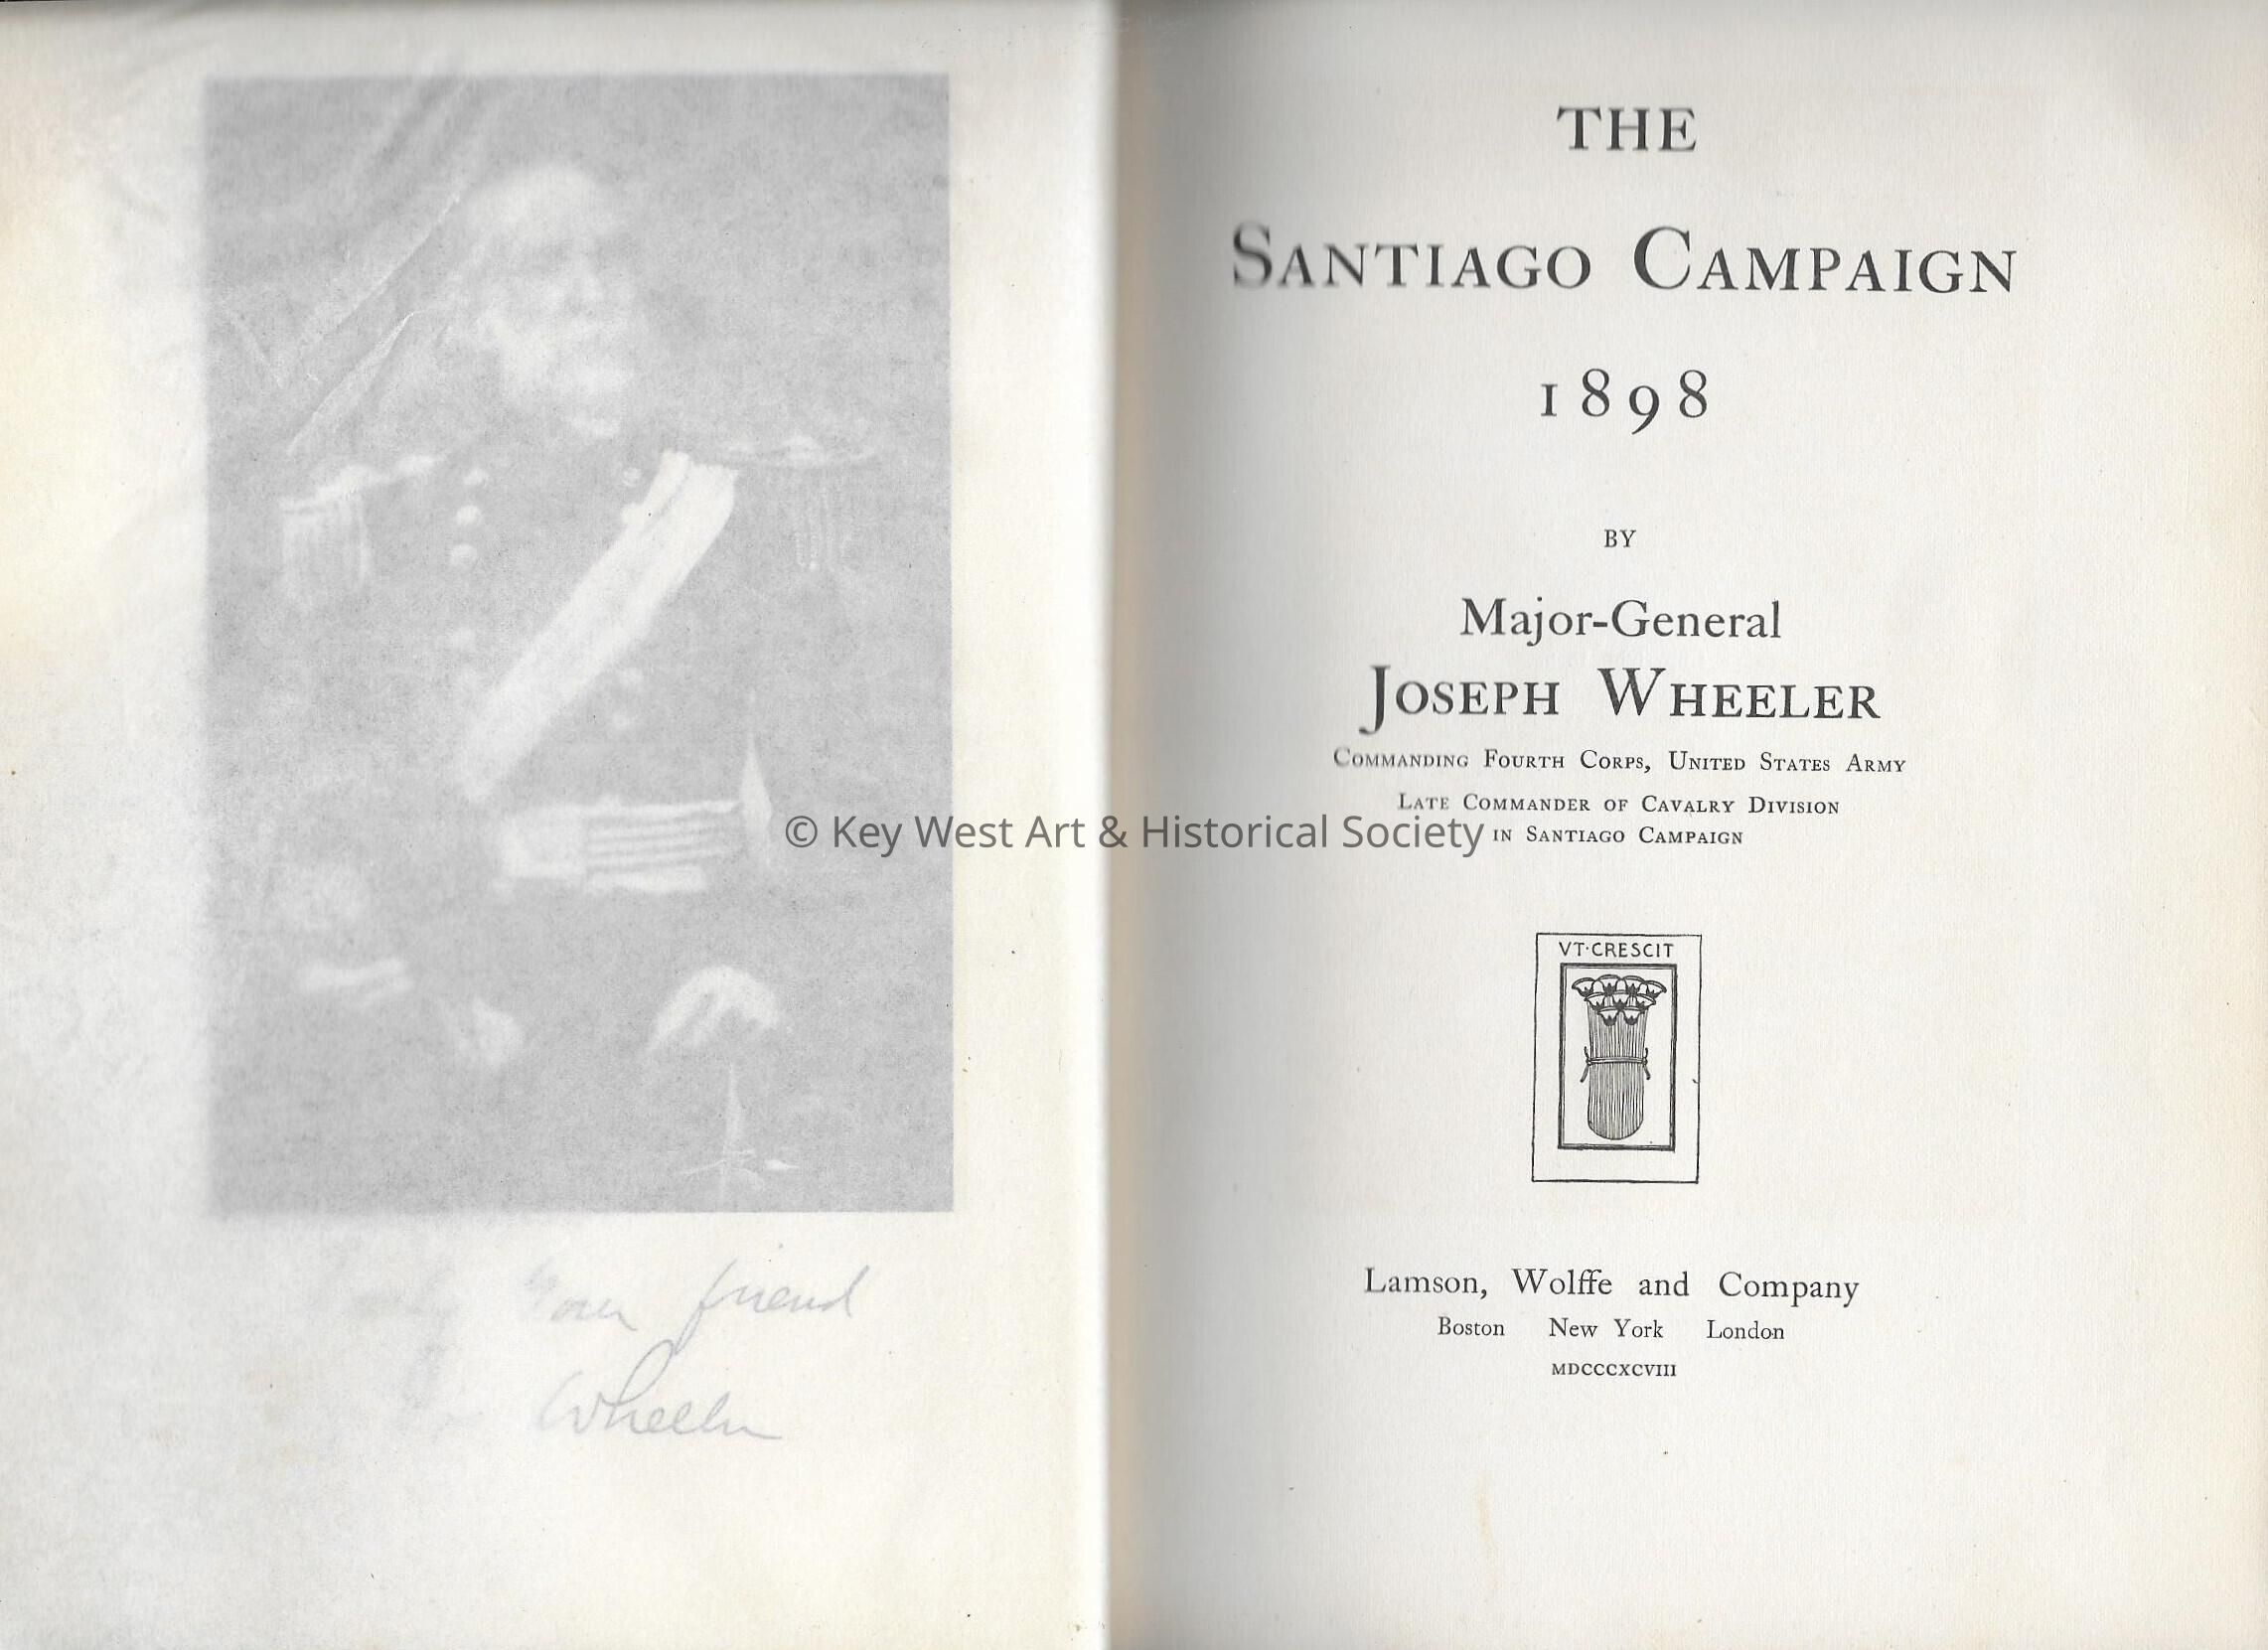 Your friend
Wheeler
THE
SANTIAGO CAMPAIGN
1898
BY
Major-General
JOSEPH WHEELER
COMMANDING FOURTH CORPS, UNITED STATES ARMY
LATE COMMANDER OF CAVALRY DIVISION
IN SANTIAGO CAMPAIGN
© Key West Art & Historical Society
VT·CRESCIT
Lamson, Wolffe and Company
Boston New York London
MDCCCXCVIII